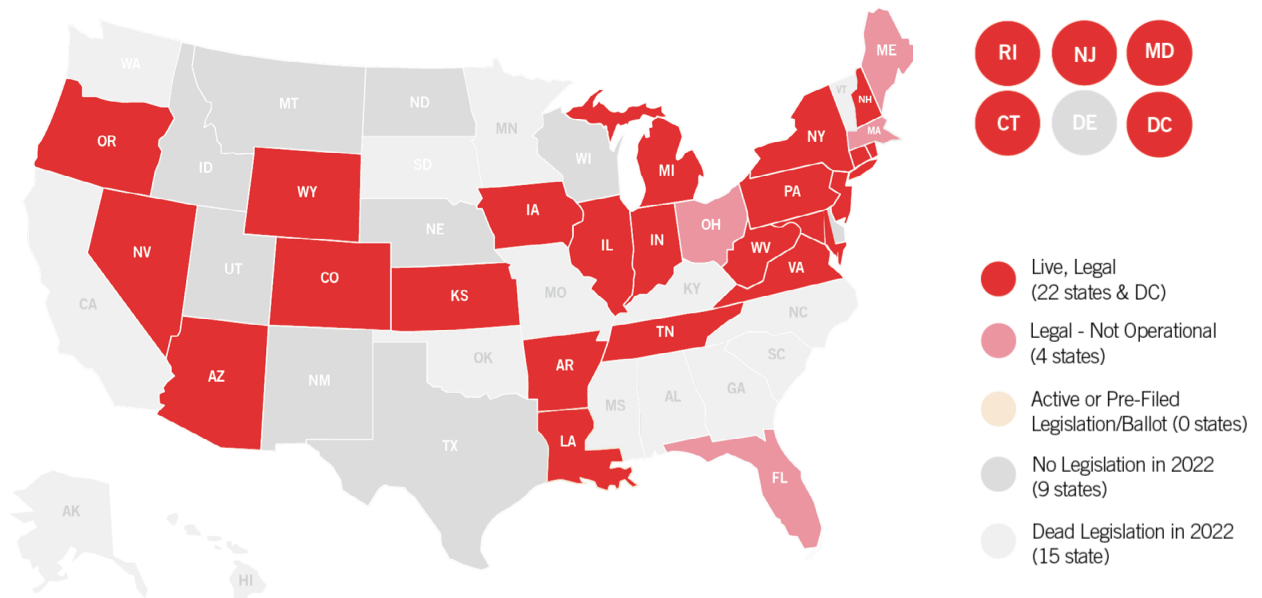 WA
MT
ND
MN
ME
VT
NH
OR
ID
SD
WI
MI
NY
MA
WY
IA
NE
PA
NV
UT
CO
IL
IN
OH
WV
VA
CA
KS
MO
KY
NC
AZ
NM
OK
AR
TN
SC
TX
LA
MS
AL
GA
FL
AK
HI
RI
NJ
MD
CT
DE
DC
Live, Legal
(22 states & DC)
Legal - Not Operational
(4 states)
Active or Pre-Filed
Legislation/Ballot (0 states)
No Legislation in 2022
(9 states)
Dead Legislation in 2022
(15 state)